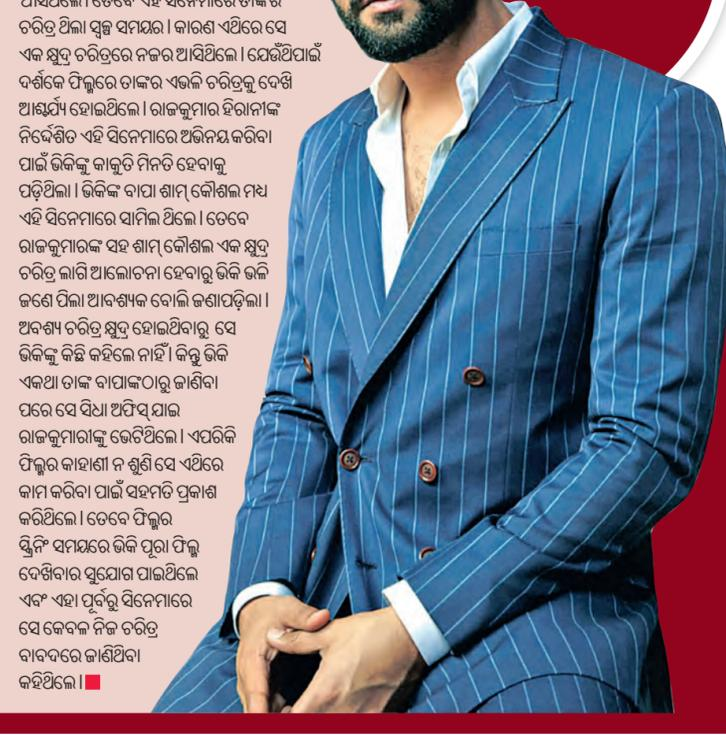 ଚରିତ୍ର ଥିଲା ସ୍ୱଳ୍ପ ସମୟର। କାରଣ ଏଥିରେ ସେ
ଏକ କ୍ଷୁଦ୍ର ଚରିତ୍ରରେ ନଜର ଆସିଥିଲେ। ଯେଉଁଥିପାଇଁ
ଦର୍ଶକେ ଫିଲ୍ମରେ ତାଙ୍କର ଏଭଳି ଚରିତ୍ରକୁ ଦେଖି
ଆଶ୍ଚର୍ଯ୍ୟ ହୋଇଥିଲେ। ରାଜକୁମାର ହିରାନୀଙ୍କ
ନିର୍ଦ୍ଦେଶିତ ଏହି ସିନେମାରେ ଅଭିନୟ କରିବା
ପାଇଁ ଭିକିଙ୍କୁ କାକୁତି ମିନତି ହେବାକୁ
ପଡ଼ିଥିଲା। ଭିକିଙ୍କ ବାପା ଶାମ୍ କୌଶଲ ମଧ୍ୟ
ଏହି ସିନେମାରେ ସାମିଲ ଥିଲେ। ତେବେ
ରାଜକୁମାରଙ୍କ ସହ ଶାମ୍ କୌଶଲ ଏକ କ୍ଷୁଦ୍ର
ଚରିତ୍ର ଲାଗି ଆଲୋଚନା ହେବାରୁ ଭିକି ଭଳି
ଜଣେ ପିଲା ଆବଶ୍ୟକ ବୋଲି ଜଣାପଡ଼ିଲା।
ଅବଶ୍ୟ ଚରିତ୍ର କ୍ଷୁଦ୍ର ହୋଇଥିବାରୁ ସେ
ଭିକିଙ୍କୁ କିଛି କହିଲେ ନାହିଁ। କିନ୍ତୁ ଭିକି
ଏକଥା ତାଙ୍କ ବାପାଙ୍କଠାରୁ ଜାଣିବା
ପରେ ସେ ସିଧା ଅଫିସ୍ ଯାଇ
ରାଜକୁମାରୀଙ୍କୁ ଭେଟିଥିଲେ। ଏପରିକି
ଫିଲ୍ମର କାହାଣୀ ନ ଶୁଣି ସେ ଏଥିରେ
କାମ କରିବା ପାଇଁ ସହମତି ପ୍ରକାଶ
କରିଥିଲେ। ତେବେ ଫିଲ୍ମର
ସ୍କ୍ରିନିଂ ସମୟରେ ଭିକି ପୂରା ଫିଲ୍ମ
ଦେଖିବାର ସୁଯୋଗ ପାଇଥିଲେ
ଏବଂ ଏହା ପୂର୍ବରୁ ସିନେମାରେ
ସେ କେବଳ ନିଜ ଚରିତ୍ର
ବାବଦରେ ଜାଣିଥିବା
କହିଥିଲେ।